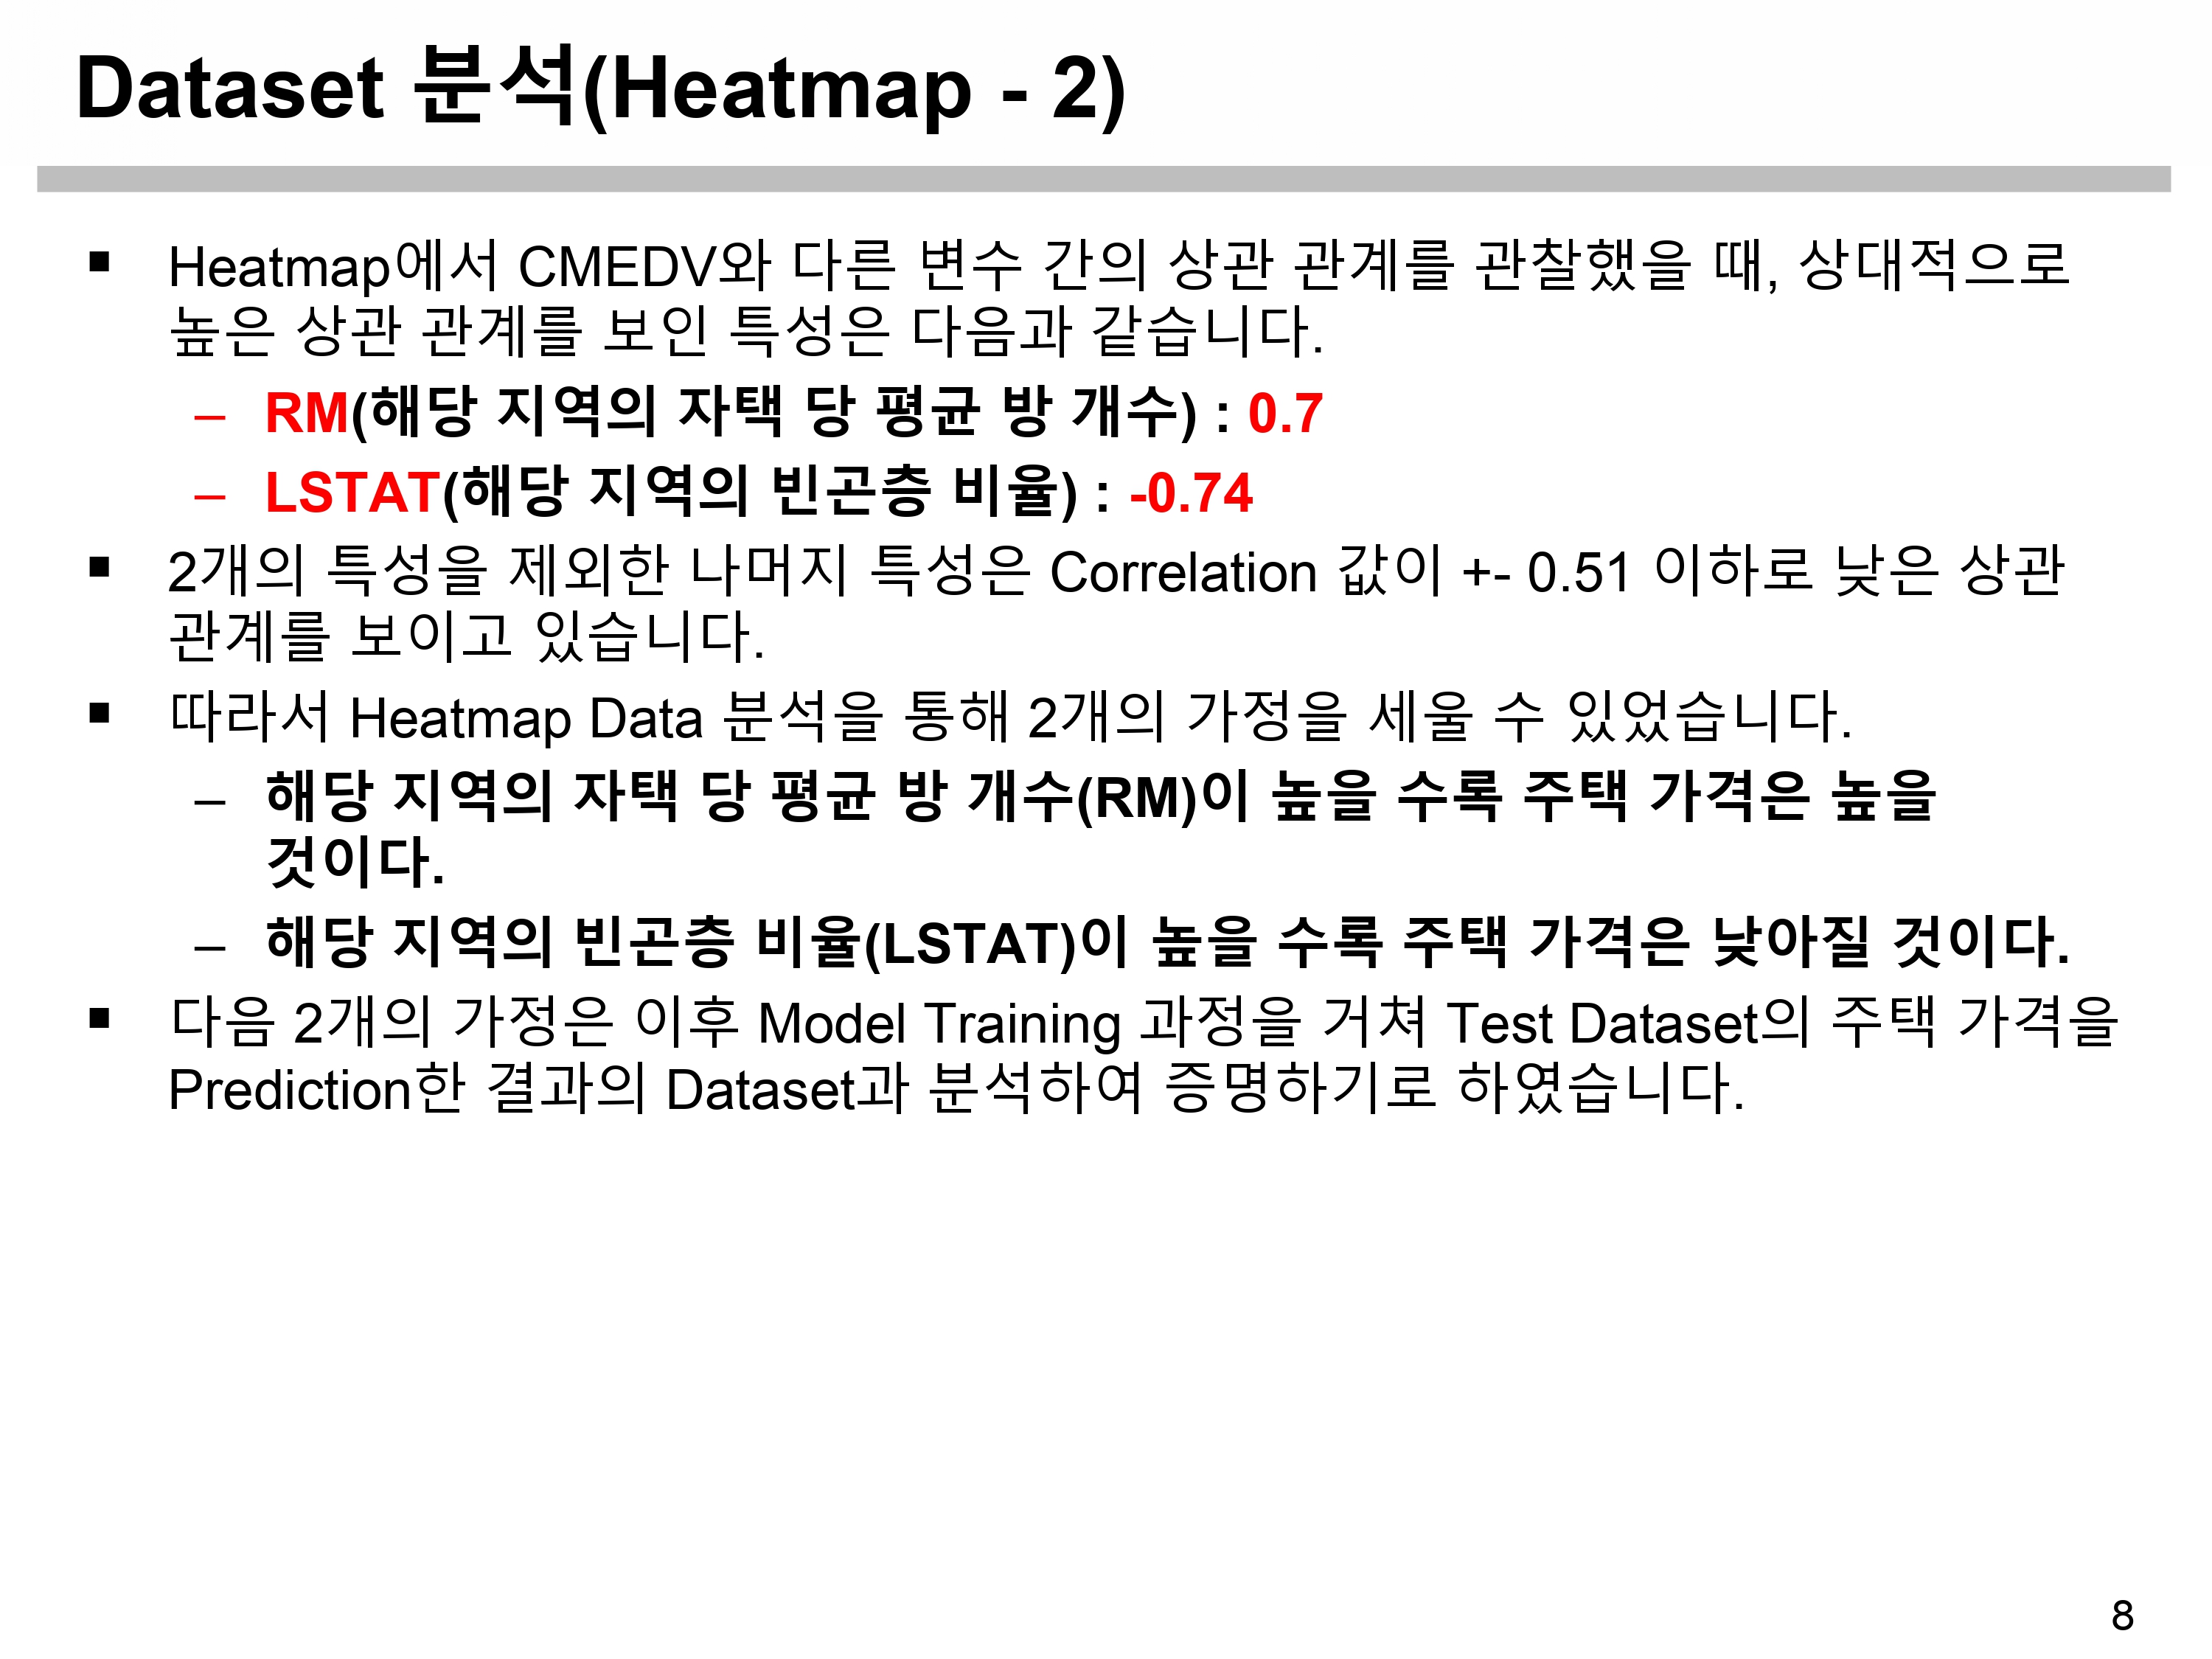 Dataset 분석(Heatmap - 2)
▪ Heatmap에서 CMEDV와 다른 변수 간의 상관 관계를 관찰했을 때, 상대적으로
높은 상관 관계를 보인 특성은 다음과 같습니다.
– RM(해당 지역의 자택 당 평균 방 개수) : 0.7
– LSTAT(해당 지역의 빈곤층 비율) : -0.74
▪ 2개의 특성을 제외한 나머지 특성은 Correlation 값이 +- 0.51 이하로 낮은 상관
관계를 보이고 있습니다.
▪ 따라서 Heatmap Data 분석을 통해 2개의 가정을 세울 수 있었습니다.
– 해당 지역의 자택 당 평균 방 개수(RM)이 높을 수록 주택 가격은 높을
것이다.
– 해당 지역의 빈곤층 비율(LSTAT)이 높을 수록 주택 가격은 낮아질 것이다.
▪ 다음 2개의 가정은 이후 Model Training 과정을 거쳐 Test Dataset의 주택 가격을
Prediction한 결과의 Dataset과 분석하여 증명하기로 하였습니다.
8